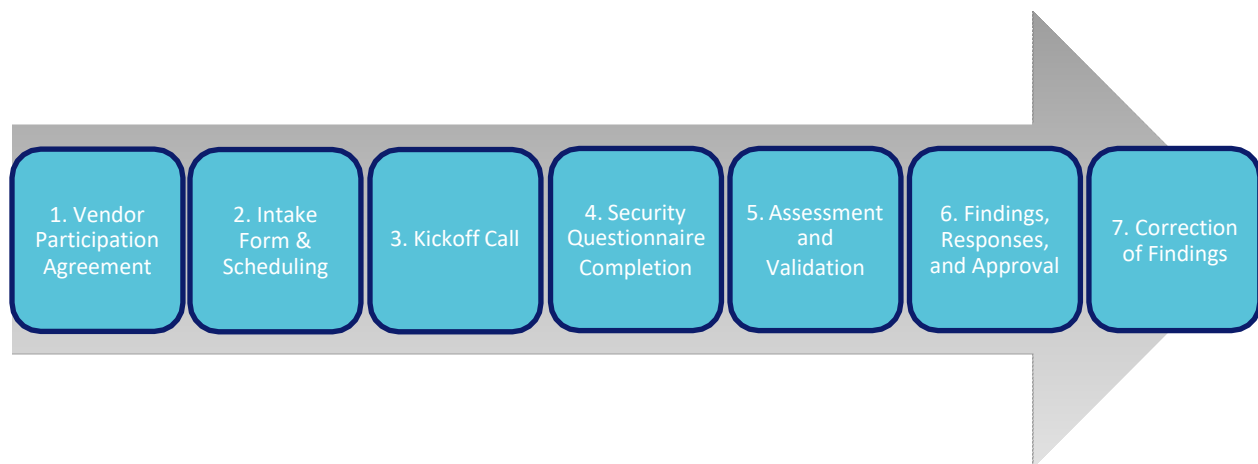 1. Vendor
Participation
Agreement
2. Intake
Form &
Scheduling
3. Kickoff Call
4. Security
Questionnaire
Completion
5. Assessment
and
Validation
6. Findings,
Responses,
and Approval
7. Correction
of Findings